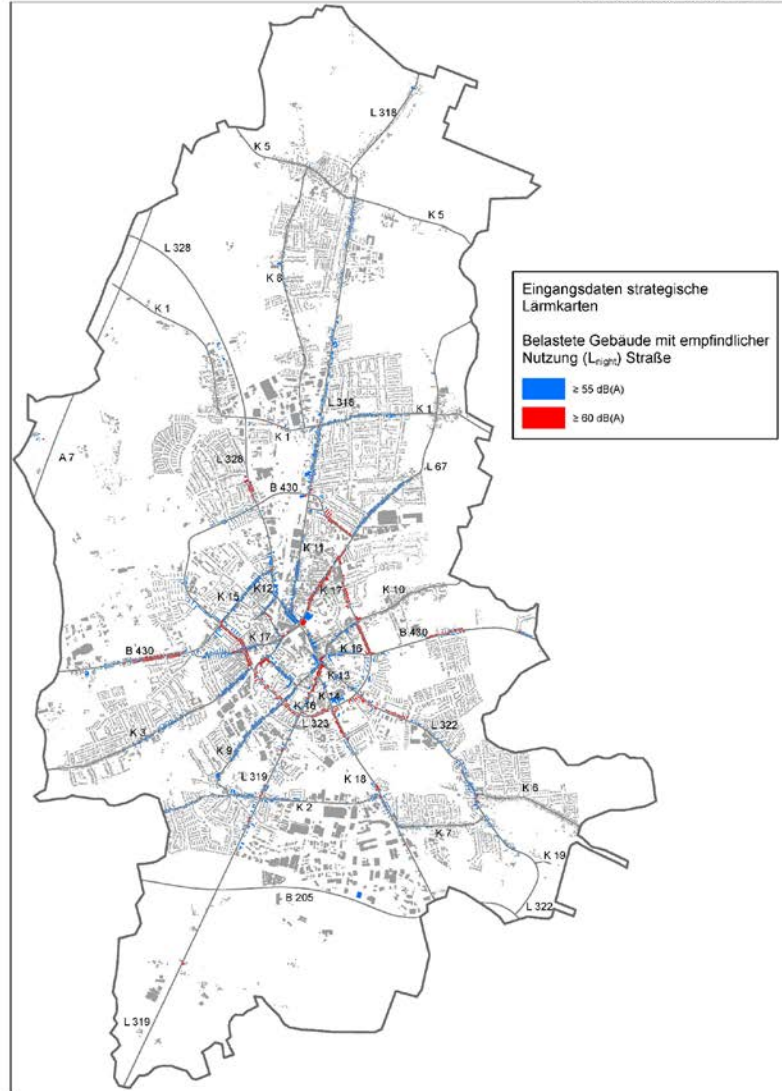 L 318
K 5
K 5
L 328
K 8
K 1
L 318
K 1
K 1
L 328
A 7
L 67
B 430
K 11
K 17
K 10
K 12
K 15
B 430
K 17
K 16
B 430
K 13
K 14
K 16
L 323
L 322
K 3
K 9
L 319
K 18
K 2
K 6
K 7
K 19
B 205
L 322
L 319
Eingangsdaten strategische
Lärmkarten
Belastete Gebäude mit empfindlicher
Nutzung (Lnight) Straße
≥ 55 dB(A)
≥ 60 dB(A)